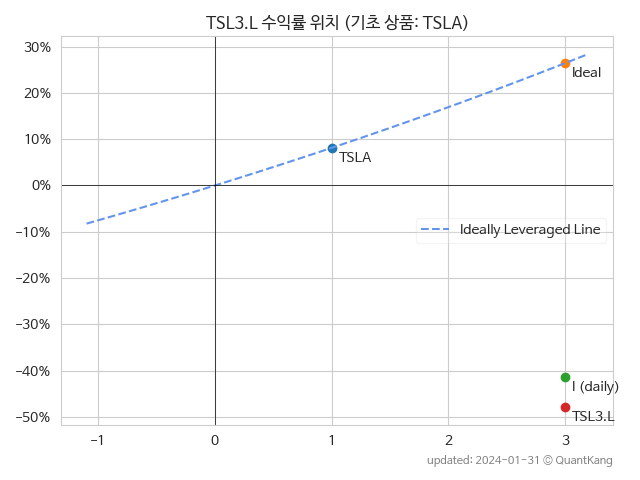 TSL3.L 수익률 위치 (기초 상품: TSLA)
30%
20%
10%
0%
−10%
−20%
−30%
−40%
−50%
Ideal
TSLA
Ideally Leveraged Line
I (daily)
TSL3.L
−1
0
1
2
3
updated: 2024-01-31 © QuantKang